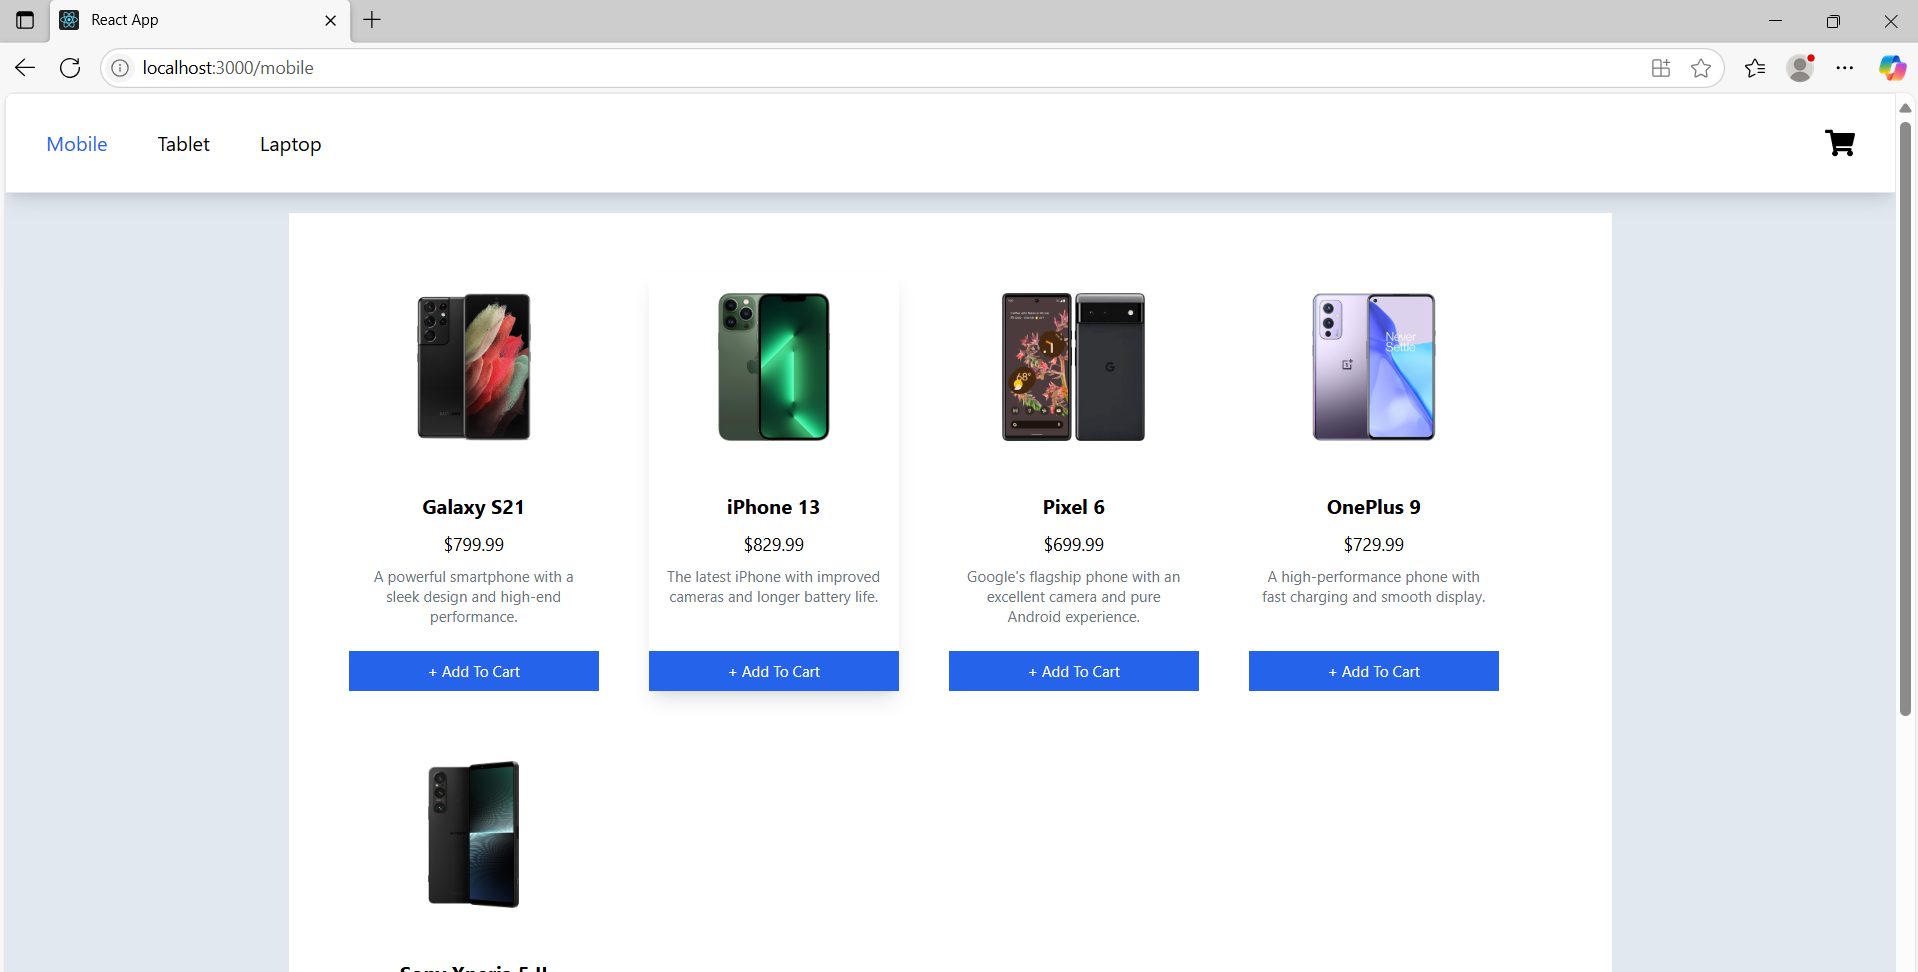 React App
localhost:3000/mobile
Mobile Tablet Laptop
Never
Settle
68°
G
Galaxy S21 iPhone 13 Pixel 6 OnePlus 9
$799.99 $829.99 $699.99 $729.99
A powerful smartphone with a The latest iPhone with improved Google's flagship phone with an A high-performance phone with
sleek design and high-end cameras and longer battery life. excellent camera and pure fast charging and smooth display.
performance. Android experience.
+ Add To Cart + Add To Cart + Add To Cart + Add To Cart